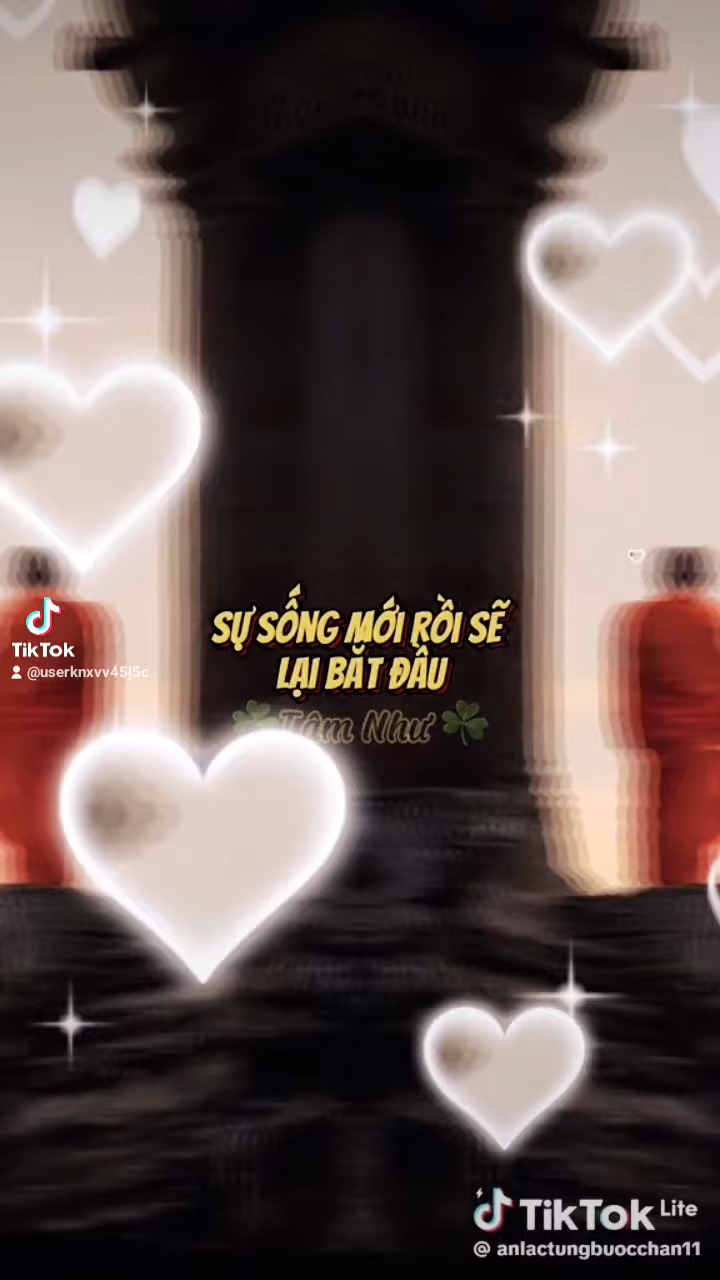 SỰ SỐNG MỚI RỒI SẼ
LẠI BẮT ĐẦU
Tâm Như
TikTok
@userknxvv45j5c
TikTok Lite
@anlactungbuocchan11